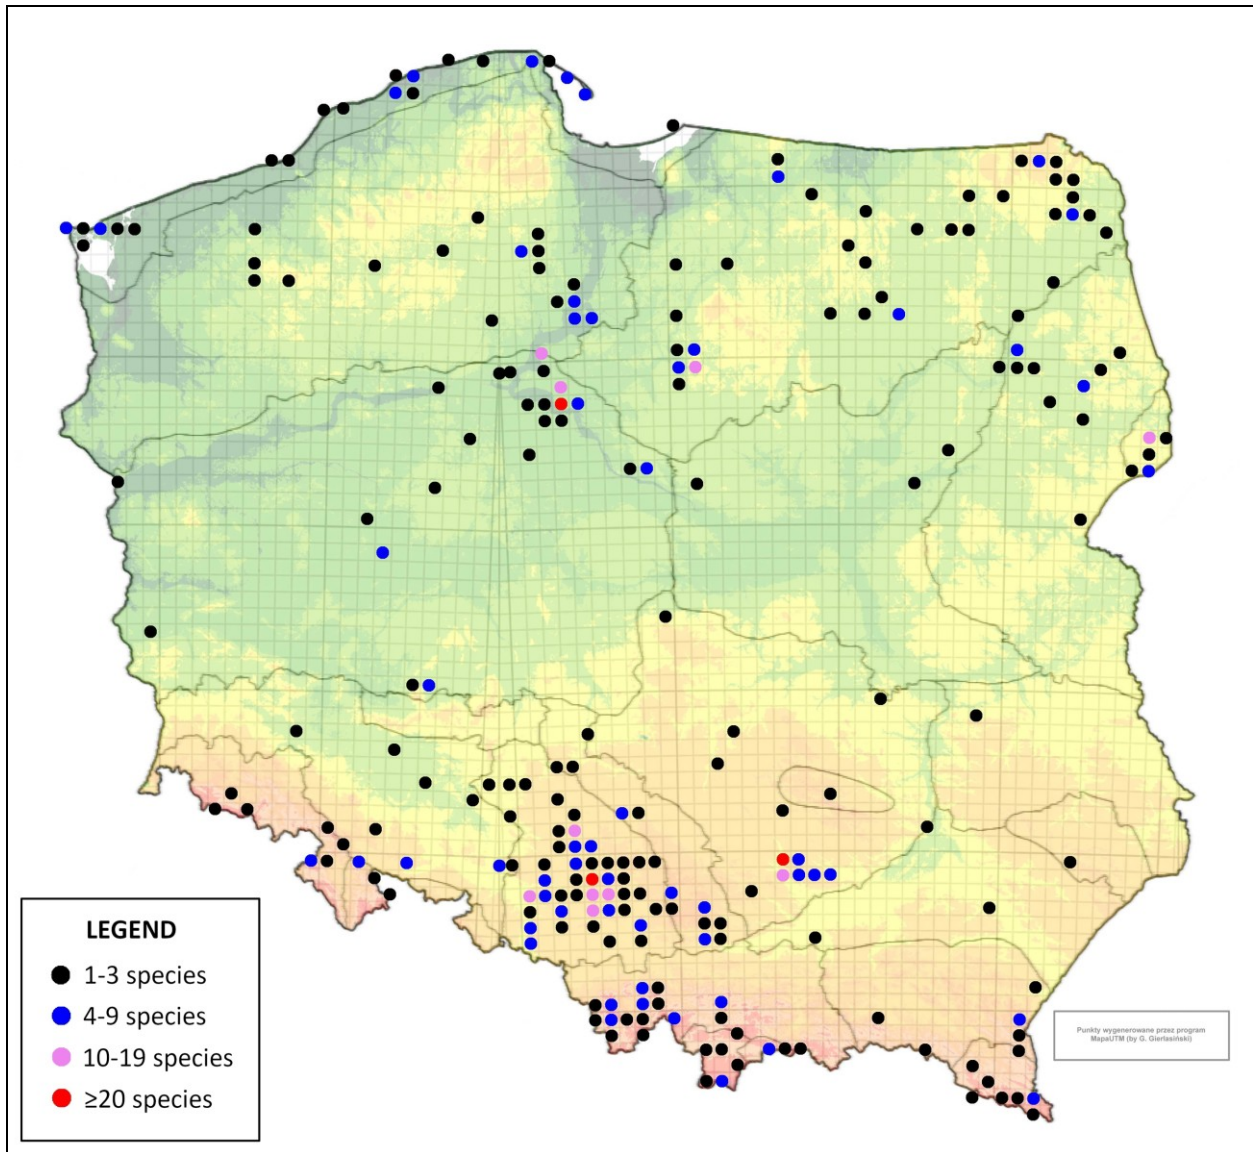 LEGEND
1-3 species
4-9 species
10-19 species
≥20 species
Punkty wygenerowane przez program
MapaUTM (by G. Gierlasiński)